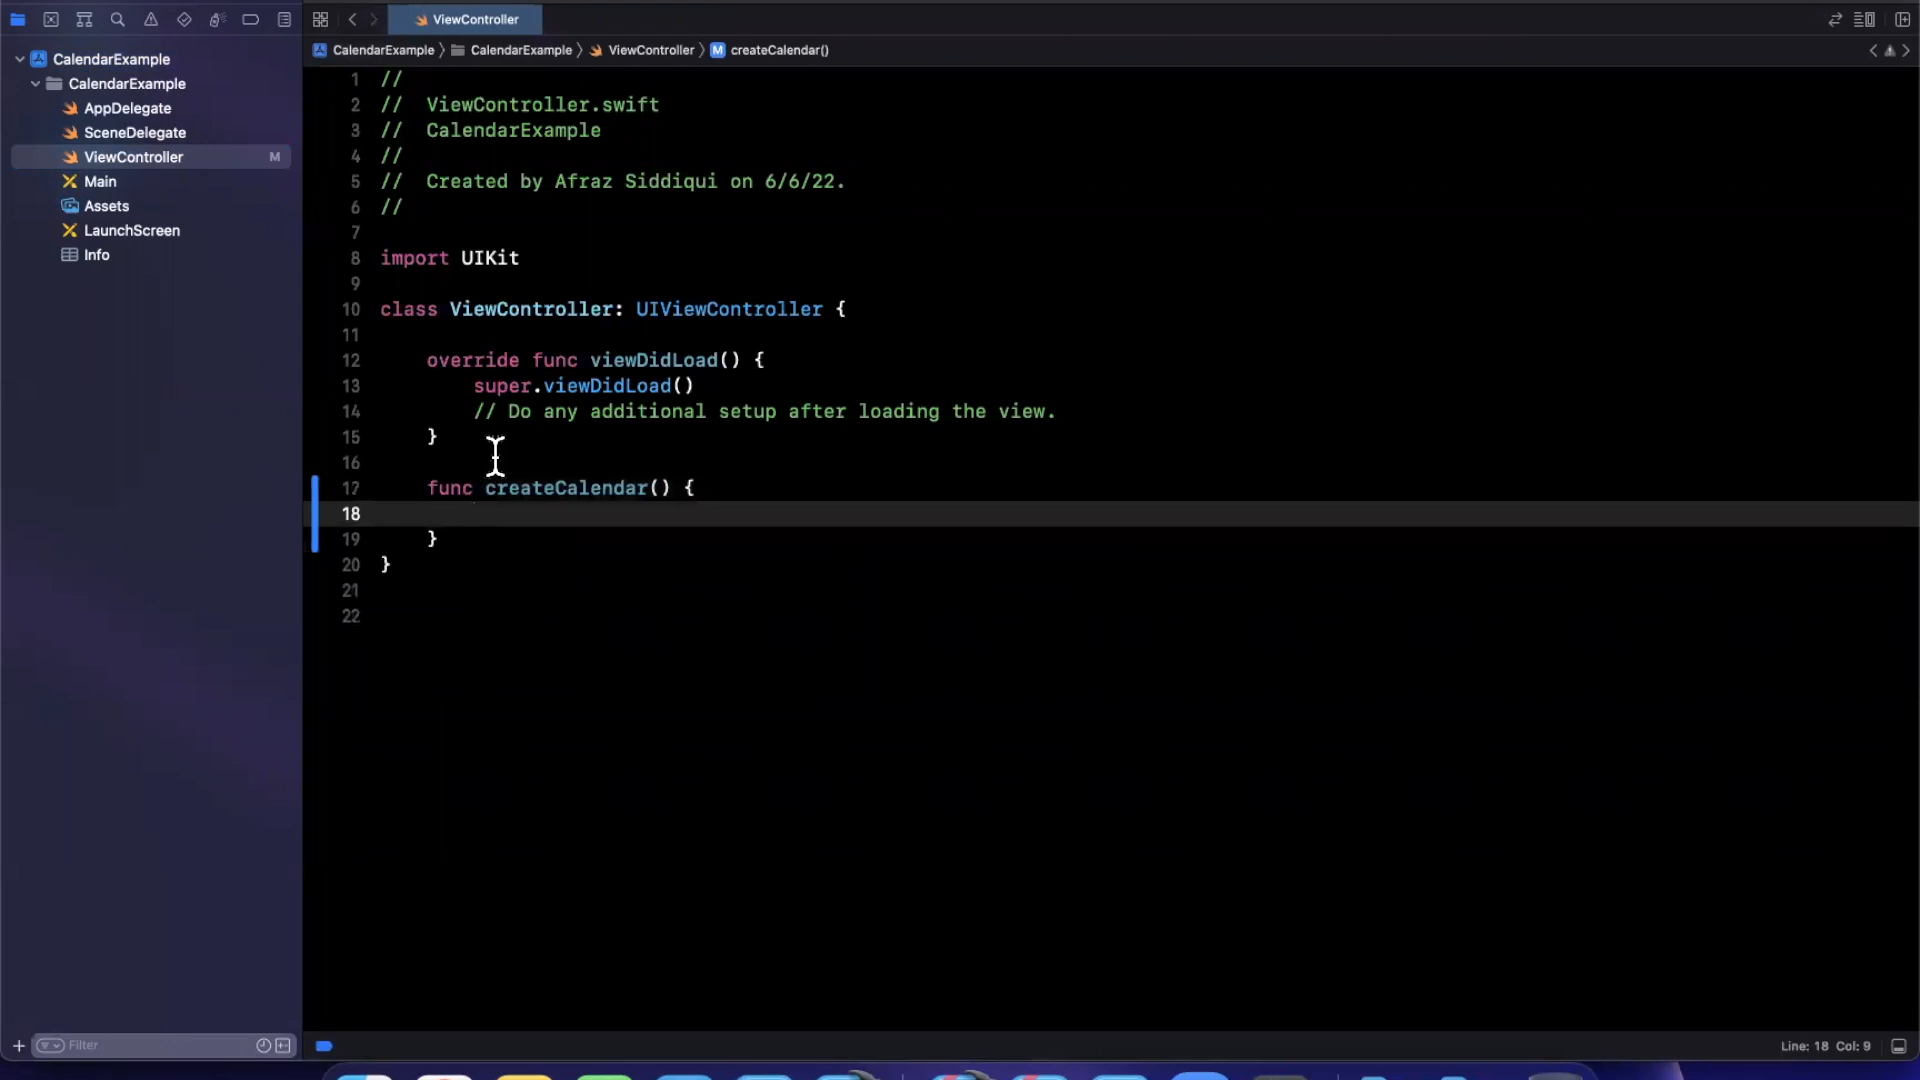 ViewController
CalendarExample
CalendarExample
ViewController
createCalendar()
CalendarExample
CalendarExample
AppDelegate
SceneDelegate
ViewController M
Main
Assets
LaunchScreen
Info
1 //
2 //  ViewController.swift
3 //  CalendarExample
4 //
5 //  Created by Afraz Siddiqui on 6/6/22.
6 //
7
8 import UIKit
9
10 class ViewController: UIViewController {
11
12     override func viewDidLoad() {
13         super.viewDidLoad()
14         // Do any additional setup after loading the view.
15     }
16
17     func createCalendar() {
18
19     }
20 }
21
22
Filter
Line: 18 Col: 9